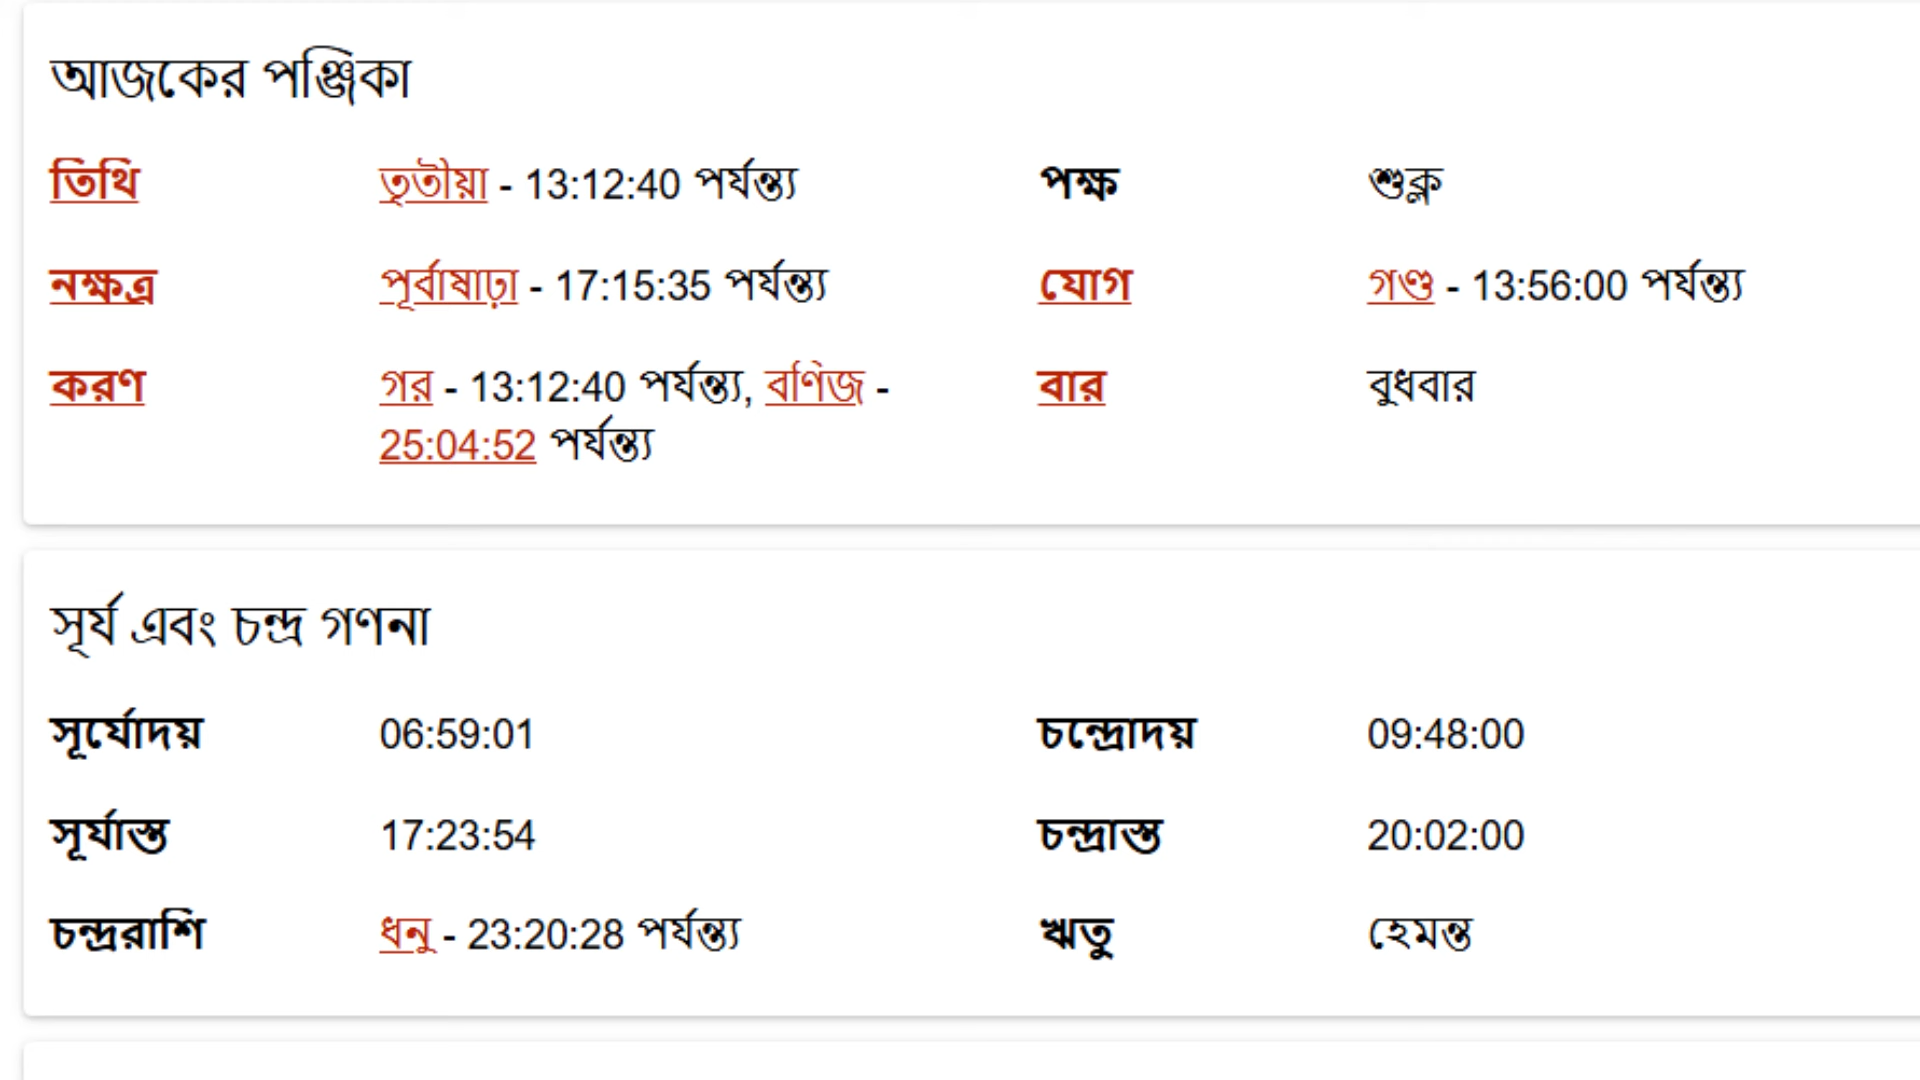 আজকের পঞ্জিকা
তিথি তৃতীয়া - 13:12:40 পর্যন্ত্য পক্ষ শুক্ল
নক্ষত্র পূর্বাষাঢ়া - 17:15:35 পর্যন্ত্য যোগ গণ্ড - 13:56:00 পর্যন্ত্য
করণ গর - 13:12:40 পর্যন্ত্য, বণিজ - বার বুধবার
25:04:52 পর্যন্ত্য
সূর্য এবং চন্দ্র গণনা
সূর্যোদয় 06:59:01 চন্দ্রোদয় 09:48:00
সূর্যাস্ত 17:23:54 চন্দ্রাস্ত 20:02:00
চন্দ্ররাশি ধনু - 23:20:28 পর্যন্ত্য ঋতু হেমন্ত